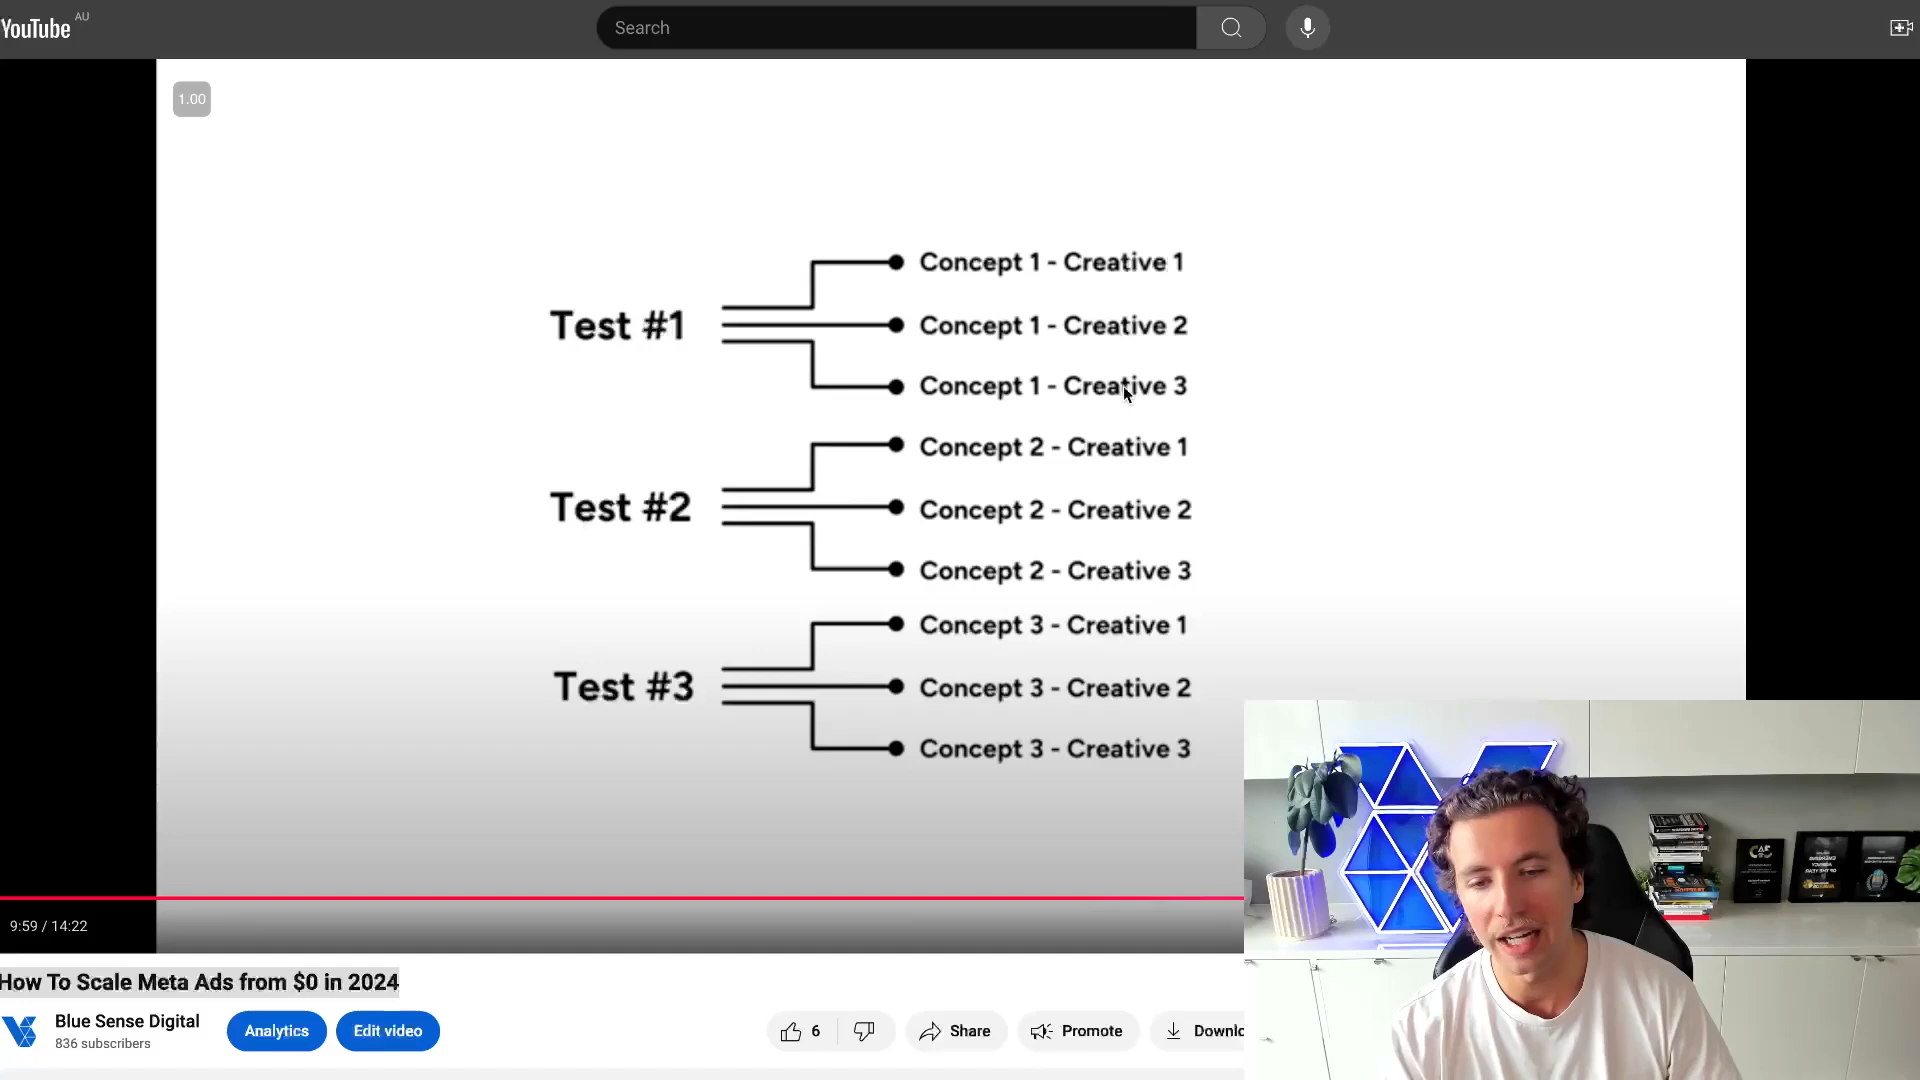 YouTube AU
Search
1.00
Test #1
Concept 1 - Creative 1
Concept 1 - Creative 2
Concept 1 - Creative 3
Test #2
Concept 2 - Creative 1
Concept 2 - Creative 2
Concept 2 - Creative 3
Test #3
Concept 3 - Creative 1
Concept 3 - Creative 2
Concept 3 - Creative 3
9:59 / 14:22
How To Scale Meta Ads from $0 in 2024
Blue Sense Digital
836 subscribers
Analytics
Edit video
6
Share
Promote
Downlo